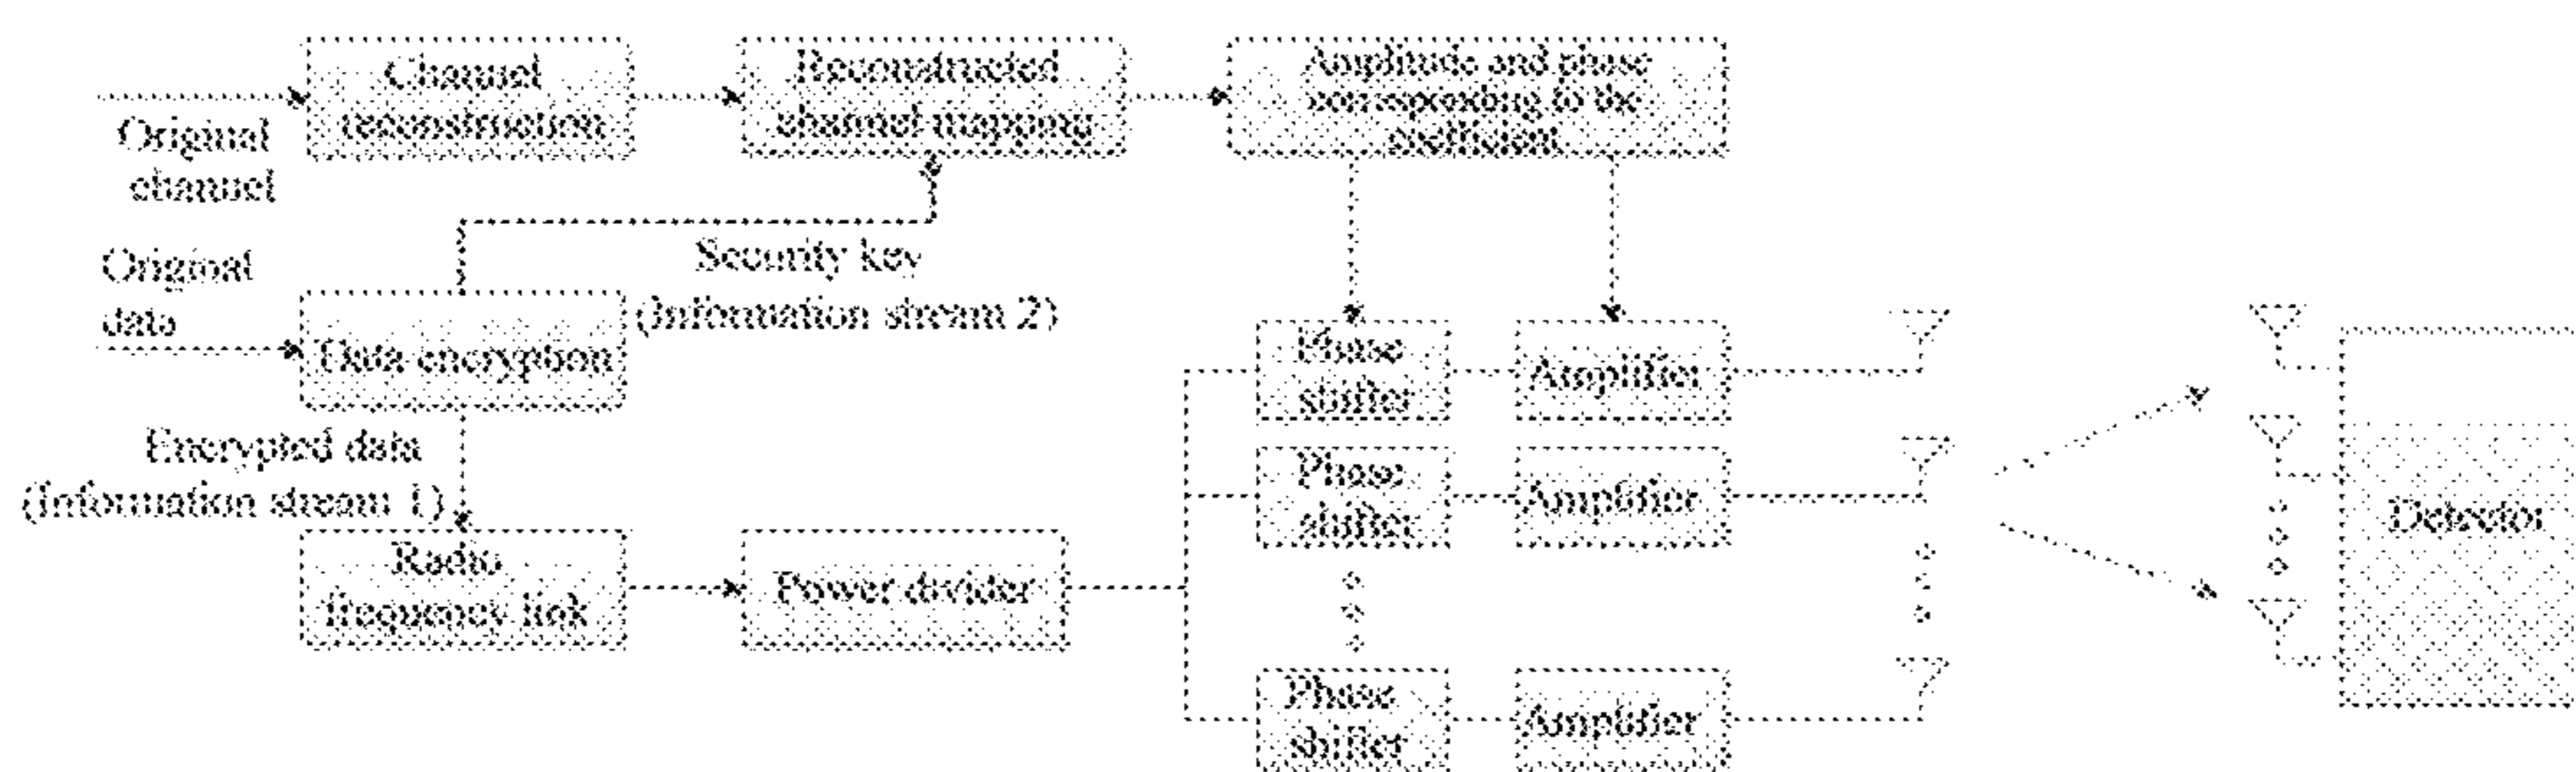 Channel
reconstruction
Reconstructed
channel mapping
Amplitude and phase
corresponding to the
coefficient
Original
channel
Original
data
Security key
(Information stream 2)
Data encryption
Phase
shifter
Amplifier
Encrypted data
(Information stream 1)
Phase
shifter
Amplifier
Detector
Radio
frequency link
Power divider
Phase
shifter
Amplifier